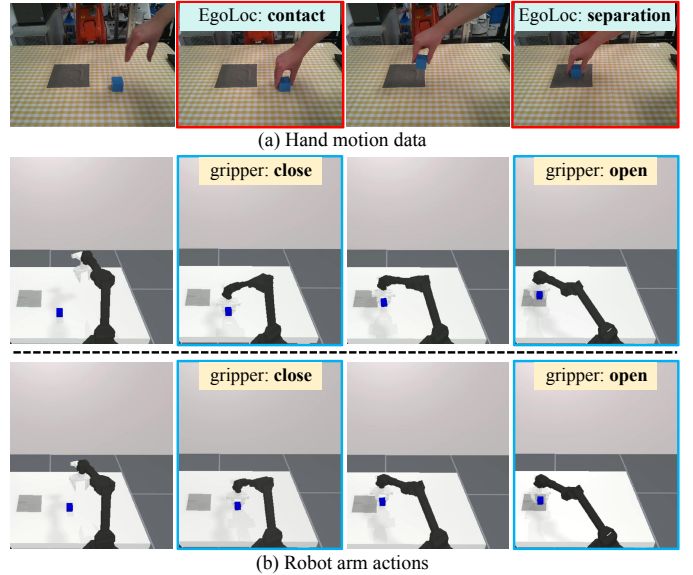 EgoLoc: contact
EgoLoc: separation
(a) Hand motion data
gripper: close
gripper: open
gripper: close
gripper: open
(b) Robot arm actions